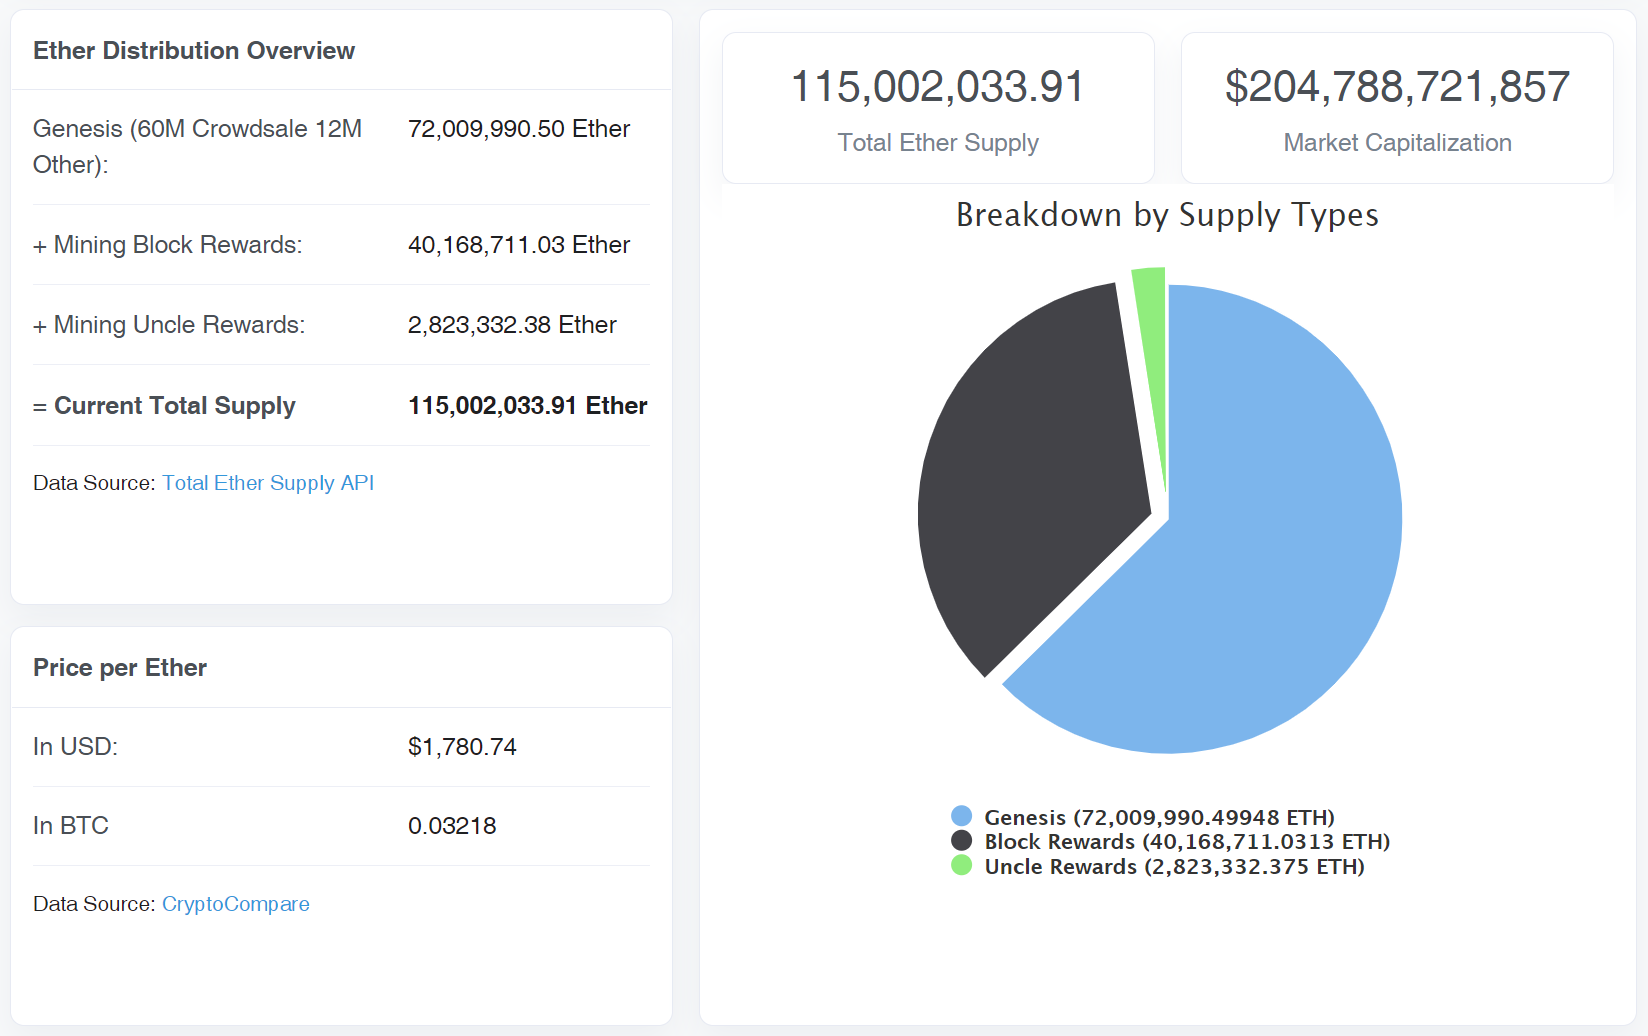 Ether Distribution Overview
Genesis (60M Crowdsale 12M
Other):
72,009,990.50 Ether
+ Mining Block Rewards:
40,168,711.03 Ether
+ Mining Uncle Rewards:
2,823,332.38 Ether
= Current Total Supply
115,002,033.91 Ether
Data Source: Total Ether Supply API
Price per Ether
In USD:
$1,780.74
In BTC
0.03218
Data Source: CryptoCompare
115,002,033.91
Total Ether Supply
$204,788,721,857
Market Capitalization
Breakdown by Supply Types
Genesis (72,009,990.49948 ETH)
Block Rewards (40,168,711.0313 ETH)
Uncle Rewards (2,823,332.375 ETH)